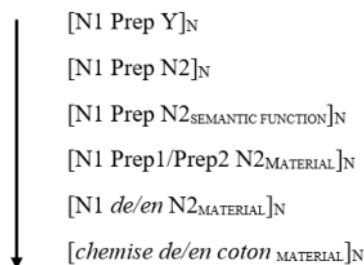 [N1 Prep Y]N
[N1 Prep N2]N
[N1 Prep N2SEMANTIC FUNCTION]N
[N1 Prep1/Prep2 N2MATERIAL]N
[N1 de/en N2MATERIAL]N
[chemise de/en coton MATERIAL]N